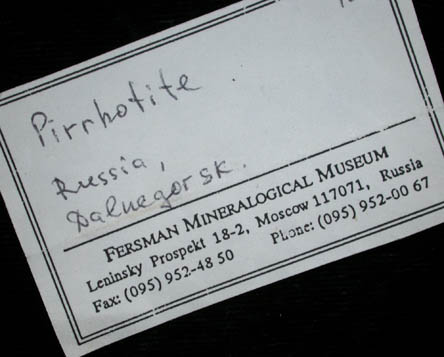 Pirrhotite
Russia,
Dalnegorsk.
FERSMAN MINERALOGICAL MUSEUM
Leninsky Prospekt 18-2, Moscow 117071, Russia
Fax: (095) 952-48 50 Phone: (095) 952-00 67